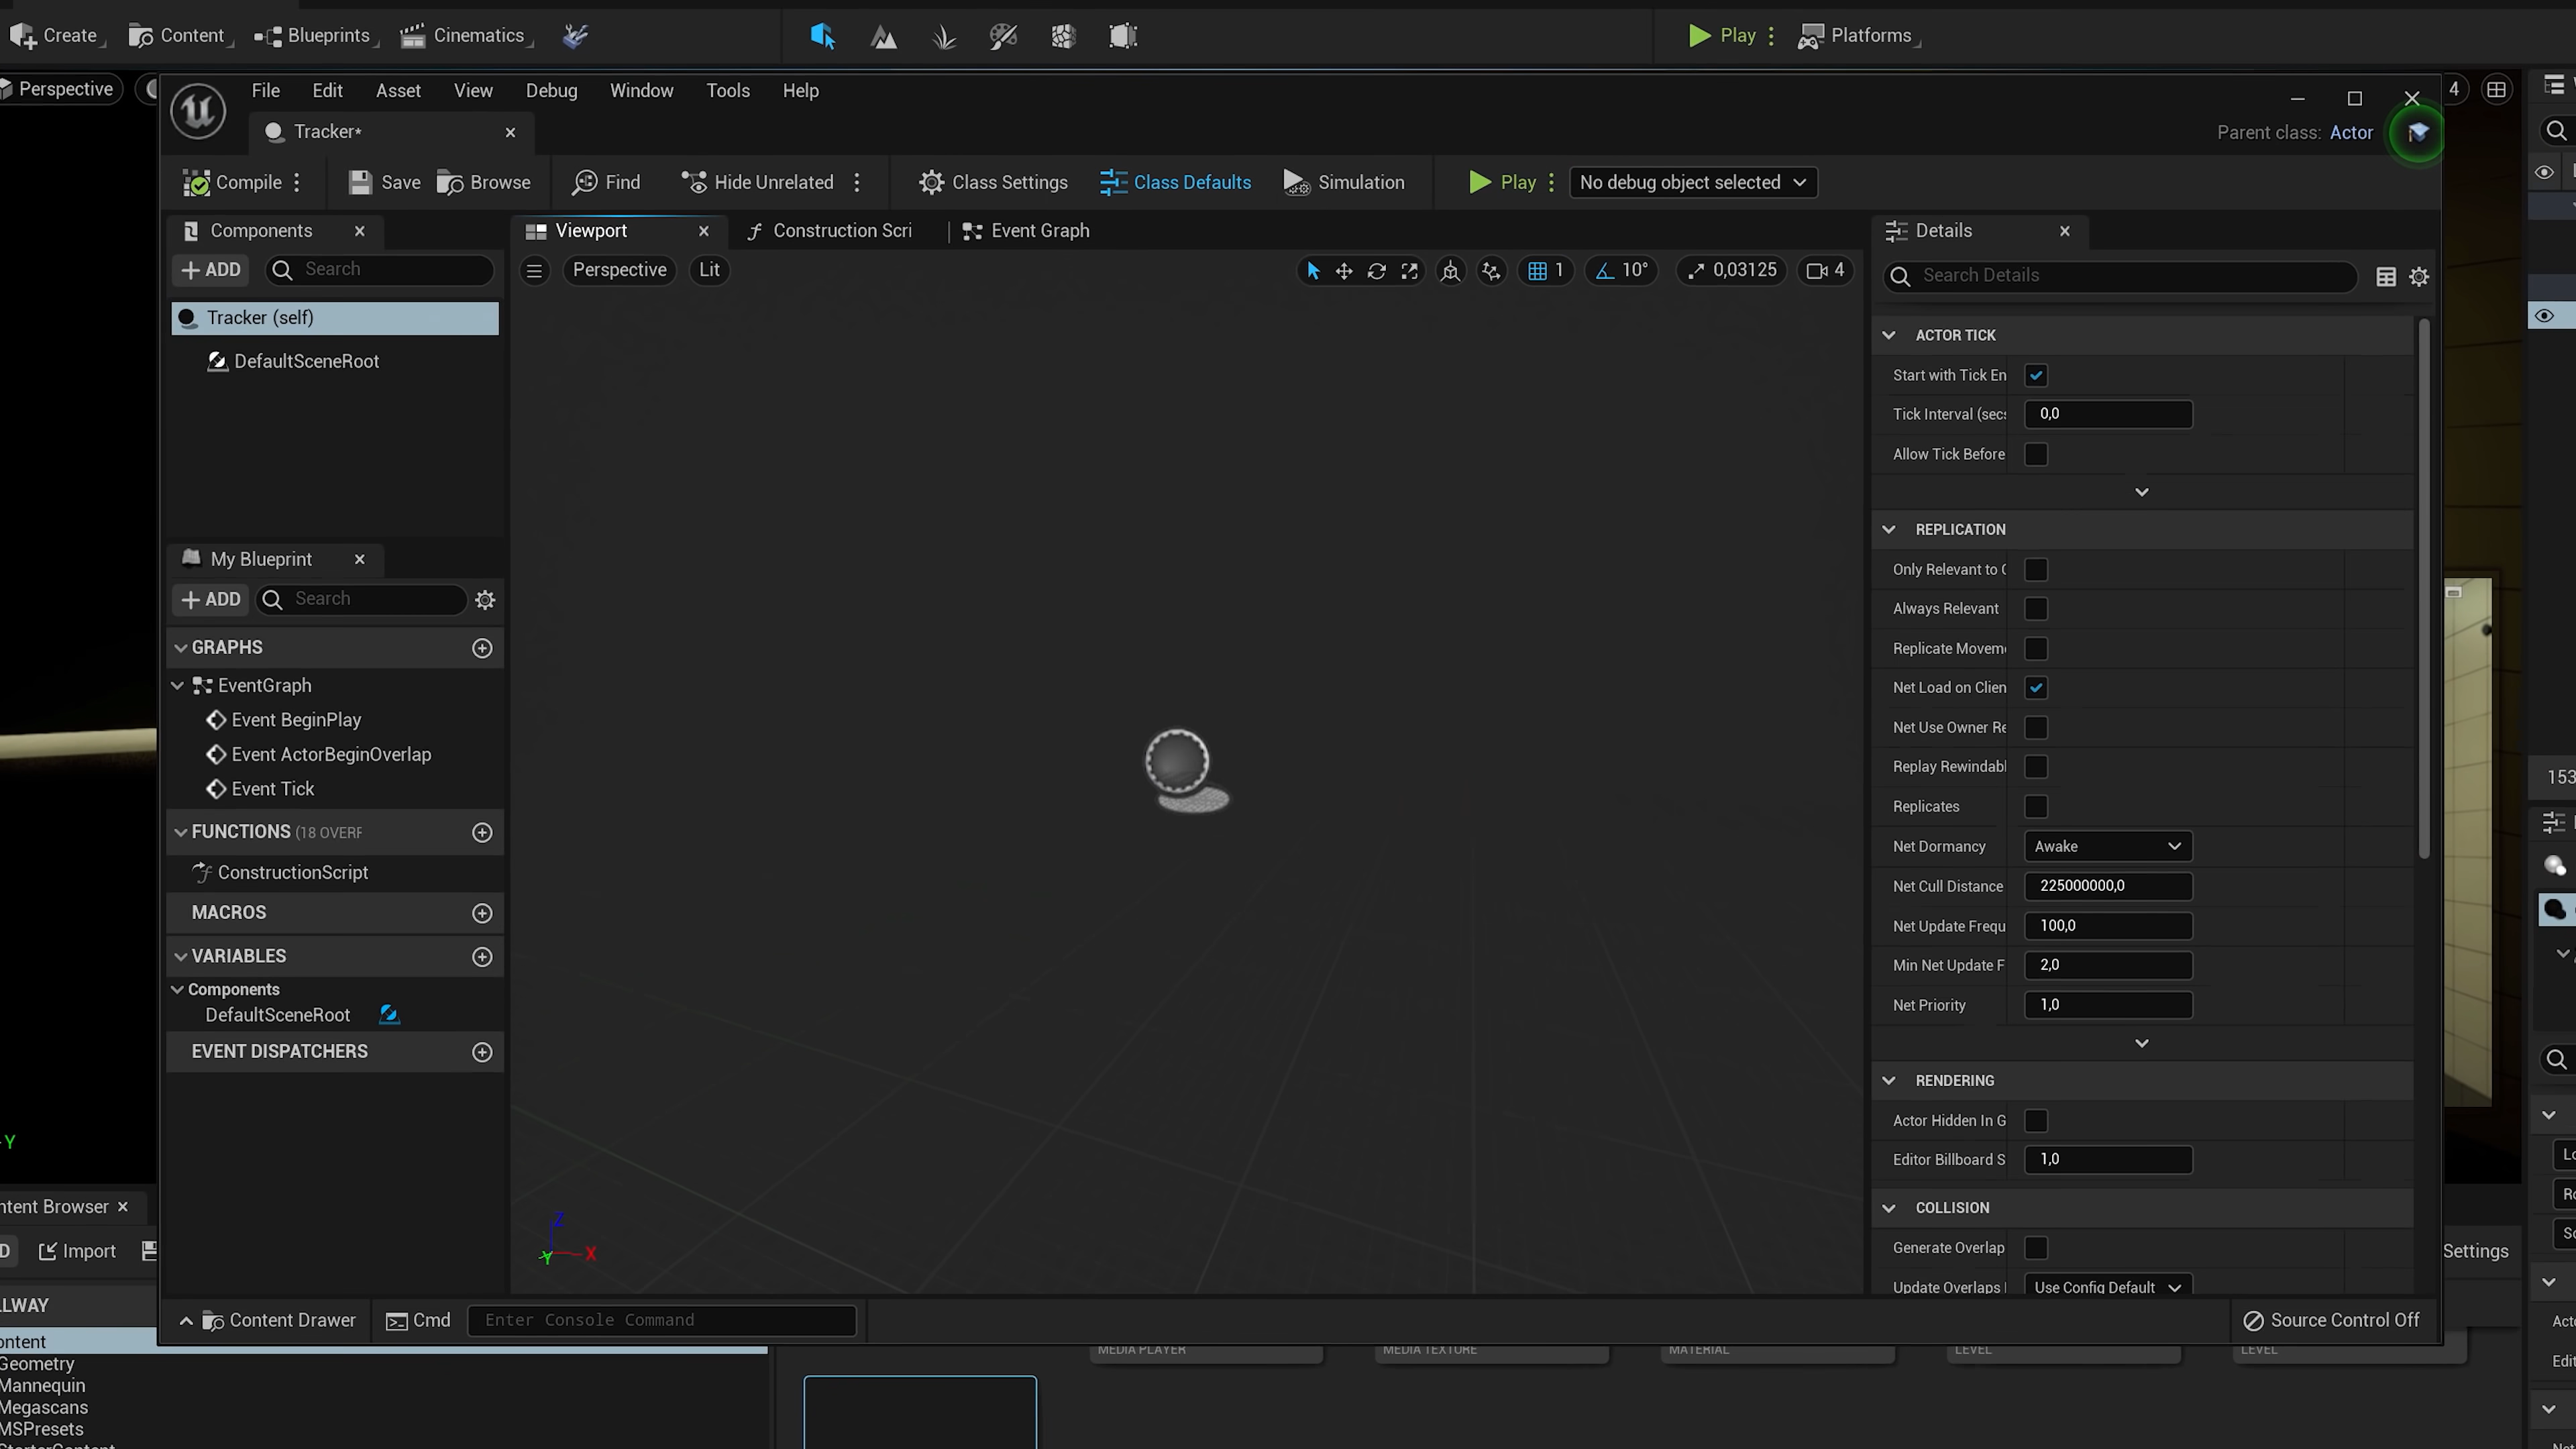 Create
Content
Blueprints
Cinematics
Play
Platforms
Perspective
File
Edit
Asset
View
Debug
Window
Tools
Help
4
Tracker*
Parent class: Actor
Compile
Save
Browse
Find
Hide Unrelated
Class Settings
Class Defaults
Simulation
Play
No debug object selected
Components
Viewport
Construction Scri
Event Graph
Details
ADD
Search
Perspective
Lit
1
10°
0,03125
4
Search Details
Tracker (self)
DefaultSceneRoot
ACTOR TICK
Start with Tick En
Tick Interval (secs
0,0
Allow Tick Before
REPLICATION
Only Relevant to O
Always Relevant
Replicate Moveme
Net Load on Clien
Net Use Owner Re
Replay Rewindabl
Replicates
Net Dormancy
Awake
Net Cull Distance
225000000,0
Net Update Frequ
100,0
Min Net Update F
2,0
Net Priority
1,0
RENDERING
Actor Hidden In G
Editor Billboard S
1,0
COLLISION
Generate Overlap
Update Overlaps
Use Config Default
My Blueprint
ADD
Search
GRAPHS
EventGraph
Event BeginPlay
Event ActorBeginOverlap
Event Tick
FUNCTIONS (18 OVERF
ConstructionScript
MACROS
VARIABLES
Components
DefaultSceneRoot
EVENT DISPATCHERS
Z
Y
X
Y
153
ntent Browser
D
Import
Settings
Content Drawer
Cmd
Enter Console Command
Source Control Off
LLWAY
ontent
Geometry
Mannequin
Megascans
MSPresets
MEDIA PLAYER
MEDIA TEXTURE
MATERIAL
LEVEL
LEVEL
Lo
Ro
Sc
Acto
Edit